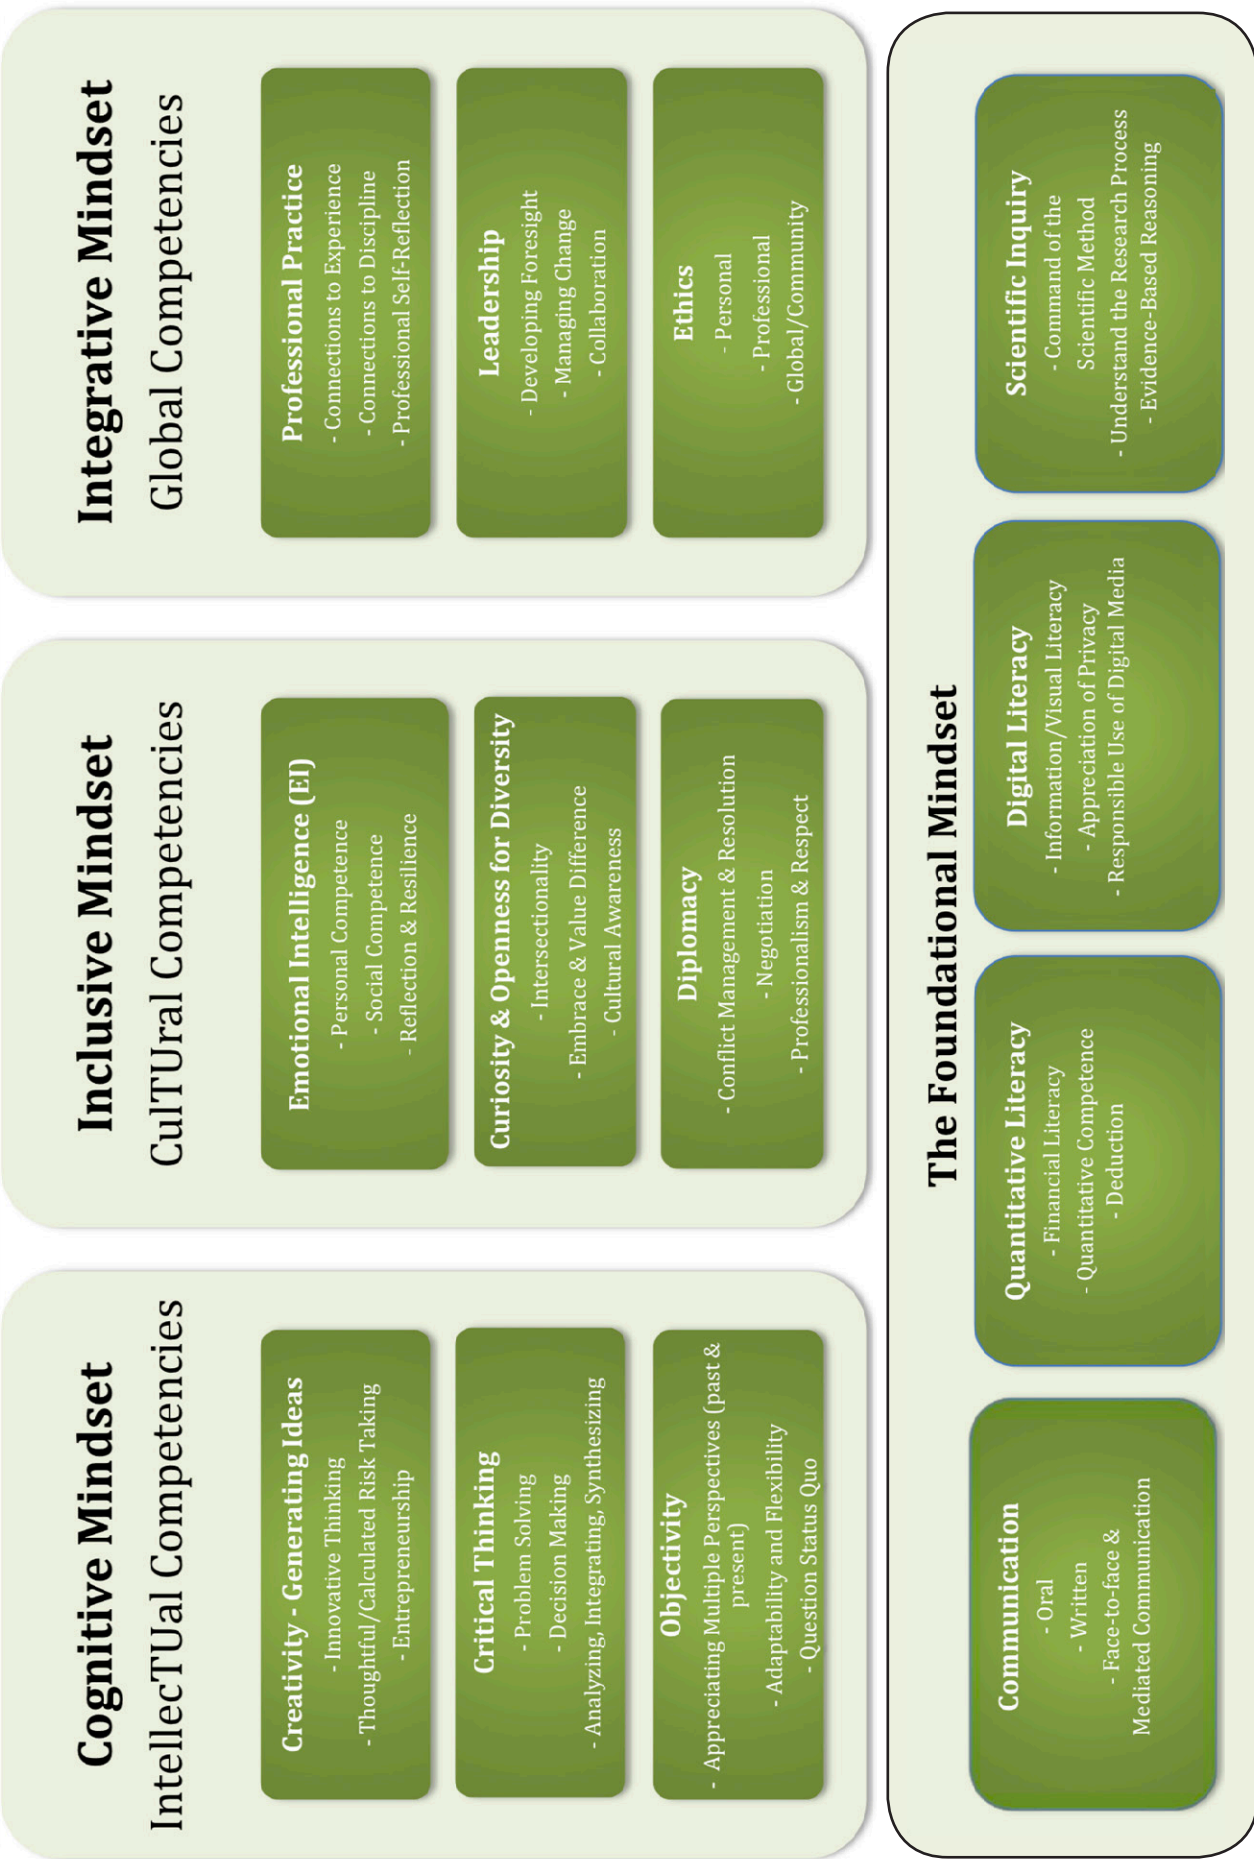 Cognitive Mindset
IntellecTUal Competencies
Creativity - Generating Ideas
- Innovative Thinking
- Thoughtful/Calculated Risk Taking
- Entrepreneurship
Critical Thinking
- Problem Solving
- Decision Making
- Analyzing, Integrating, Synthesizing
Objectivity
- Appreciating Multiple Perspectives (past &
present)
- Adaptability and Flexibility
- Question Status Quo
Inclusive Mindset
CulTUral Competencies
Emotional Intelligence (EI)
- Personal Competence
- Social Competence
- Reflection & Resilience
Curiosity & Openness for Diversity
- Intersectionality
- Embrace & Value Difference
- Cultural Awareness
Diplomacy
- Conflict Management & Resolution
- Negotiation
- Professionalism & Respect
Integrative Mindset
Global Competencies
Professional Practice
- Connections to Experience
- Connections to Discipline
- Professional Self-Reflection
Leadership
- Developing Foresight
- Managing Change
- Collaboration
Ethics
- Personal
- Professional
- Global/Community
The Foundational Mindset
Communication
- Oral
- Written
- Face-to-face &
Mediated Communication
Quantitative Literacy
- Financial Literacy
- Quantitative Competence
- Deduction
Digital Literacy
- Information/Visual Literacy
- Appreciation of Privacy
- Responsible Use of Digital Media
Scientific Inquiry
- Command of the
Scientific Method
- Understand the Research Process
- Evidence-Based Reasoning